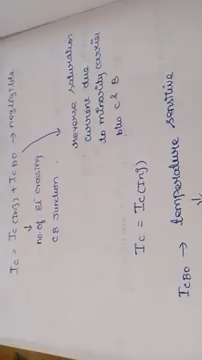 IC = IC(Inj) + ICBO → negligible
↓
no of e̅ crossing
CB Junction.
reverse saturation
current due
to minority carrier
b/w C & B
IC = IC(Inj)
ICBO → temperature sensitive
↓